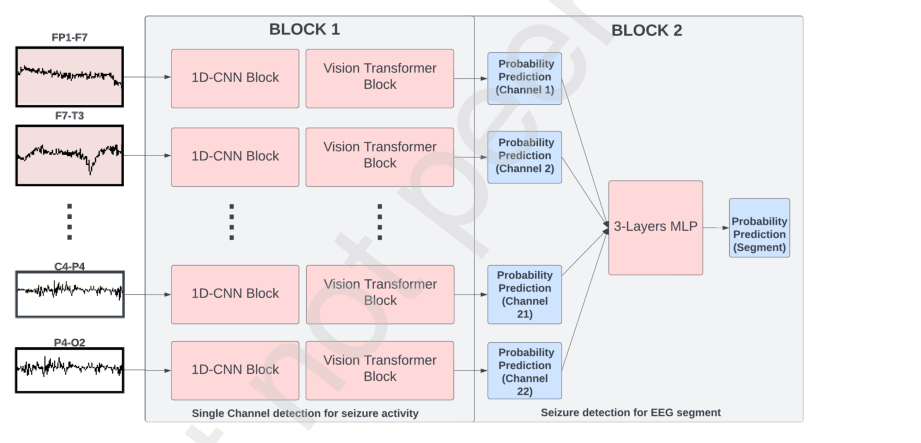 BLOCK 1
BLOCK 2
FP1-F7
1D-CNN Block
Vision Transformer
Block
Probability
Prediction
(Channel 1)
F7-T3
1D-CNN Block
Vision Transformer
Block
Probability
Prediction
(Channel 2)
3-Layers MLP
Probability
Prediction
(Segment)
C4-P4
1D-CNN Block
Vision Transformer
Block
Probability
Prediction
(Channel
21)
P4-O2
1D-CNN Block
Vision Transformer
Block
Probability
Prediction
(Channel
22)
Single Channel detection for seizure activity
Seizure detection for EEG segment
not peer